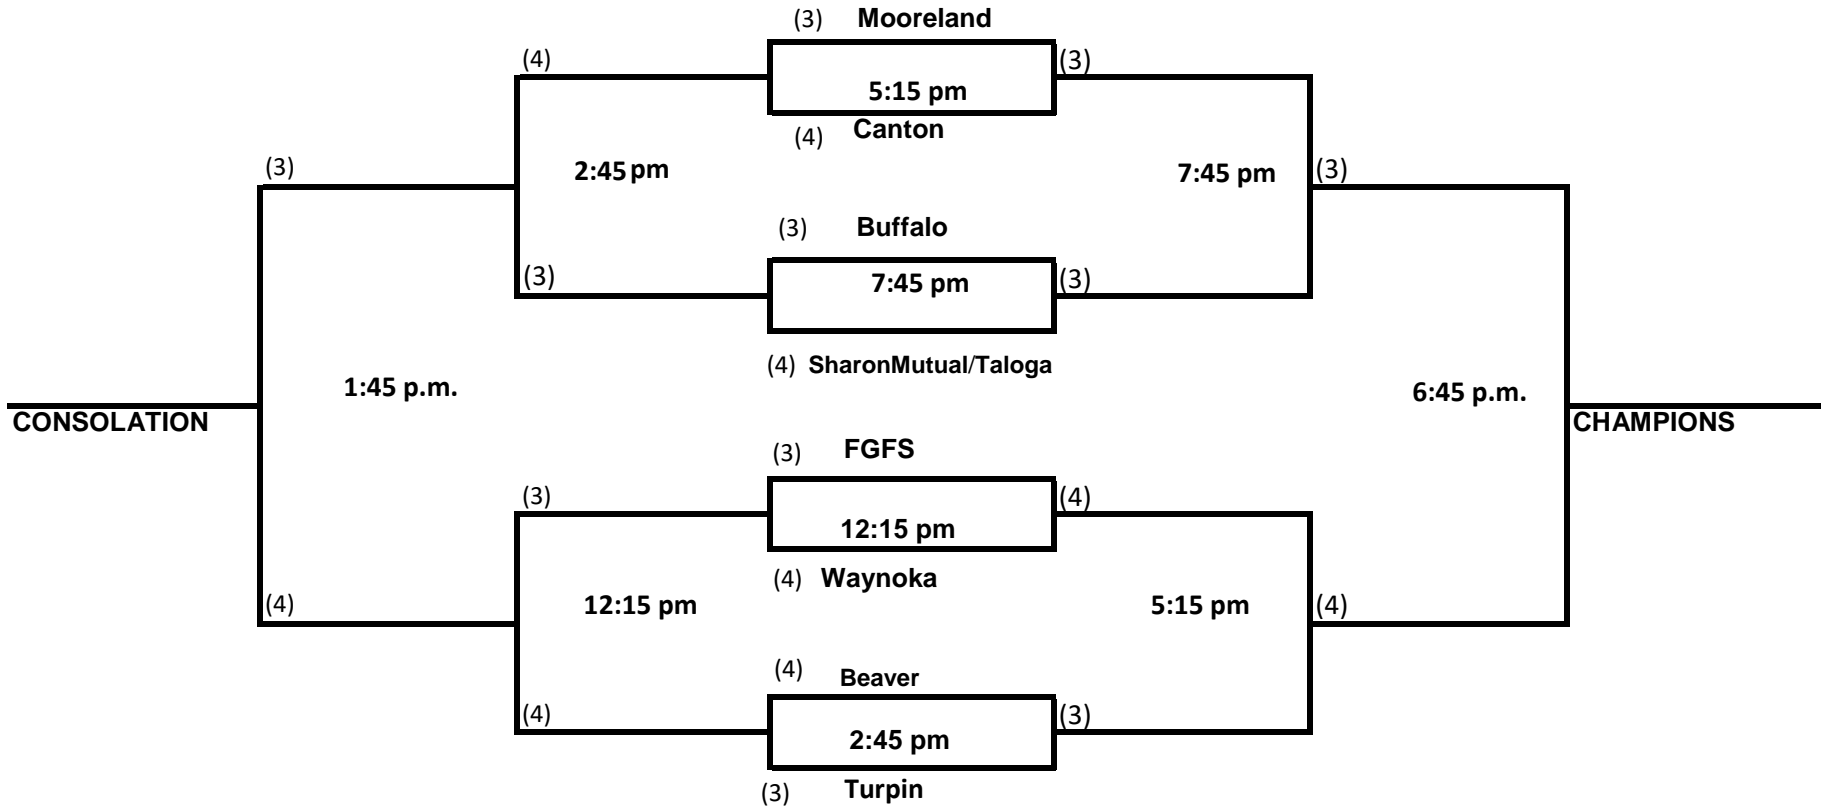 (3) Mooreland
(4)
(3)
5:15 pm
(4) Canton
(3)
2:45 pm
7:45 pm
(3)
(3) Buffalo
(3)
7:45 pm
(3)
(4) SharonMutual/Taloga
1:45 p.m.
6:45 p.m.
CONSOLATION
CHAMPIONS
(3) FGFS
(3)
(4)
12:15 pm
(4) Waynoka
(4)
12:15 pm
5:15 pm
(4)
(4) Beaver
(4)
(3)
2:45 pm
(3) Turpin